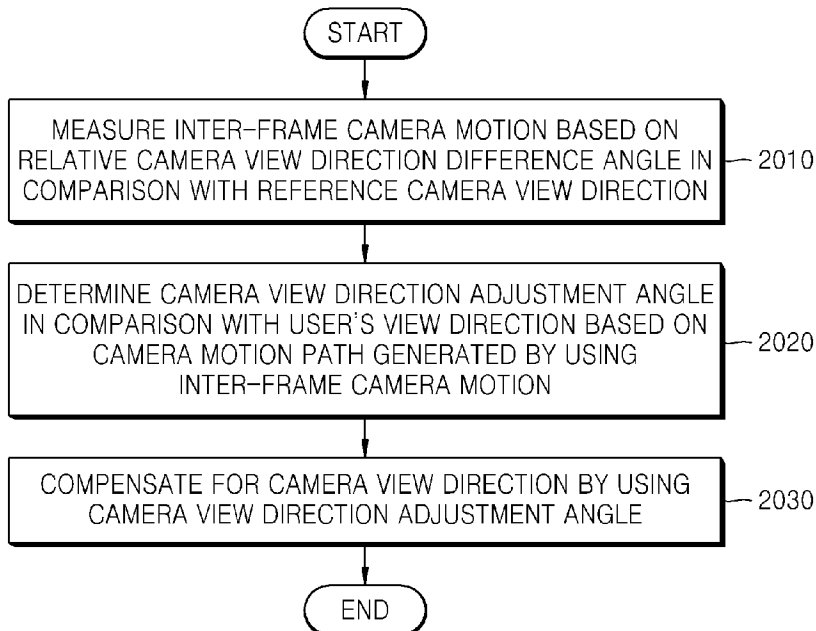 START
MEASURE INTER-FRAME CAMERA MOTION BASED ON
RELATIVE CAMERA VIEW DIRECTION DIFFERENCE ANGLE IN
COMPARISON WITH REFERENCE CAMERA VIEW DIRECTION
2010
DETERMINE CAMERA VIEW DIRECTION ADJUSTMENT ANGLE
IN COMPARISON WITH USER'S VIEW DIRECTION BASED ON
CAMERA MOTION PATH GENERATED BY USING
INTER-FRAME CAMERA MOTION
2020
COMPENSATE FOR CAMERA VIEW DIRECTION BY USING
CAMERA VIEW DIRECTION ADJUSTMENT ANGLE
2030
END